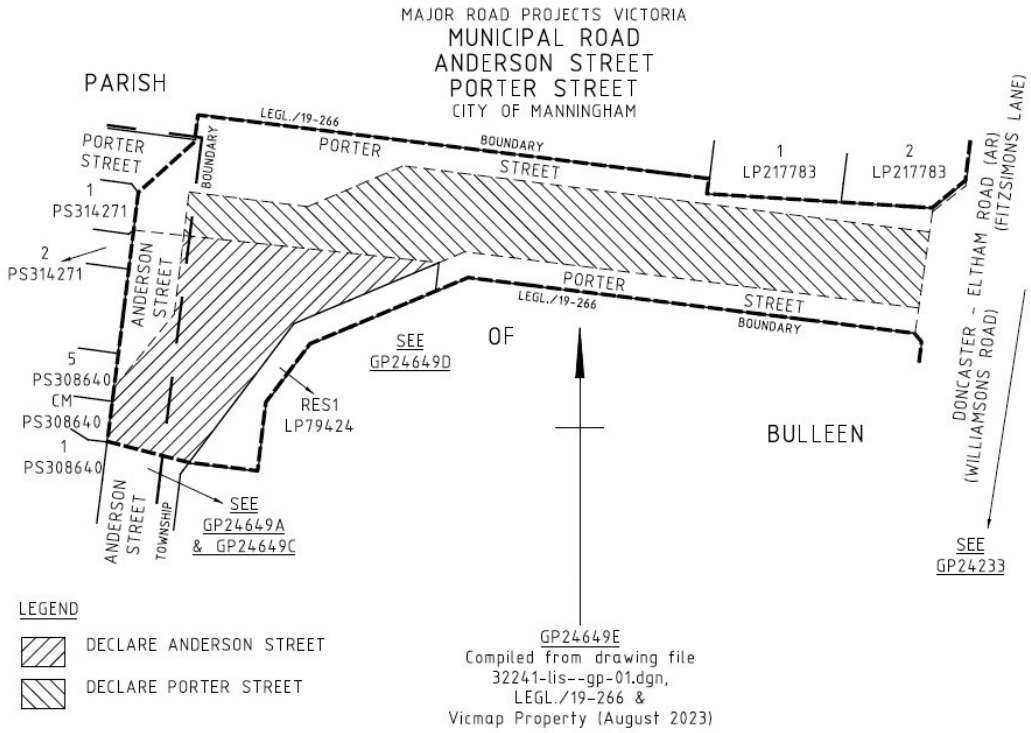 MAJOR ROAD PROJECTS VICTORIA
MUNICIPAL ROAD
ANDERSON STREET
PORTER STREET
CITY OF MANNINGHAM
PARISH
LEGL./19-266
BOUNDARY
PORTER
STREET
PORTER
STREET
BOUNDARY
1
LP217783
2
LP217783
DONCASTER - ELTHAM ROAD (AR)
(WILLIAMSONS ROAD)
(FITZSIMONS LANE)
1
PS314271
2
PS314271
ANDERSON
STREET
5
PS308640
CM
PS308640
1
PS308640
PORTER
STREET
LEGL./19-266
BOUNDARY
OF
BULLEEN
SEE
GP24649D
RES1
LP79424
SEE
GP24649A
& GP24649C
ANDERSON
STREET
TOWNSHIP
SEE
GP24233
LEGEND
DECLARE ANDERSON STREET
DECLARE PORTER STREET
GP24649E
Compiled from drawing file
32241-lis--gp-01.dgn,
LEGL./19-266 &
Vicmap Property (August 2023)